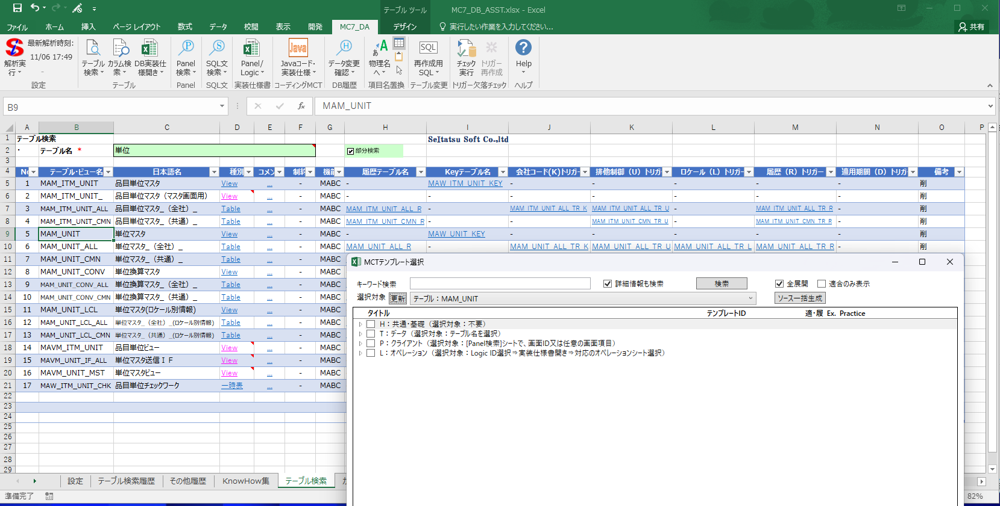 テーブル ツール
MC7_DB_ASST.xlsx - Excel
ファイル ホーム 挿入 ページ レイアウト 数式 データ 校閲 表示 開発 MC7_DA デザイン 実行したい作業を入力してください... 共有
最新解析時刻:
11/06 17:49
-
解析実行
テーブル検索
カラム検索
DB実装仕様開き
Panel検索
SQL文検索
Panel/Logic
Java
Javaコード・実装仕様
データ変更確認
物理名へ
SQL
再作成用SQL
チェック実行
トリガー再作成
Help
設定 テーブル Panel SQL文 実装仕様書 コーディングMCT DB履歴 項目名置換 テーブル変更 トリガー欠落チェック ヘルプ
B9 fx MAM_UNIT
A B C D E F G H I J K L M N O P
1 テーブル検索 SeItatsu Soft Co.,ltd
2 ・ テーブル名 * 単位 部分検索
3
4 No テーブル・ビュー名 日本語名 種別 コメン 制約 機能 履歴テーブル名 Keyテーブル名 会社コード(K)トリガー 排他制御（U）トリガー ロケール（L）トリガー 履歴（R）トリガー 適用期間（D）トリガー 備考
5 1 MAM_ITM_UNIT 品目単位マスタ View ... - MABC - MAW_ITM_UNIT_KEY - - - - - 削
6 2 MAM_ITM_UNIT_ 品目単位マスタ（マスタ画面用） View ... - MABC - - - - - - - 削
7 3 MAM_ITM_UNIT_ALL 品目単位マスタ_（全社）_ Table ... - MABC MAM_ITM_UNIT_ALL_R - MAM_ITM_UNIT_ALL_TR_K MAM_ITM_UNIT_ALL_TR_U - MAM_ITM_UNIT_ALL_TR_R - 削
8 4 MAM_ITM_UNIT_CMN 品目単位マスタ_（共通）_ Table ... - MABC MAM_ITM_UNIT_CMN_R - - MAM_ITM_UNIT_CMN_TR_U - MAM_ITM_UNIT_CMN_TR_R - 削
9 5 MAM_UNIT 単位マスタ View ... - MABC - MAW_UNIT_KEY - - - - - 削
10 6 MAM_UNIT_ALL 単位マスタ_（全社）_ Table ... - MABC MAM_UNIT_ALL_R - MAM_UNIT_ALL_TR_K MAM_UNIT_ALL_TR_U MAM_UNIT_ALL_TR_L MAM_UNIT_ALL_TR_R - 削
11 7 MAM_UNIT_CMN 単位マスタ_（共通）_ Table ... - MABC
12 8 MAM_UNIT_CONV 単位換算マスタ View ... - MABC
13 9 MAM_UNIT_CONV_ALL 単位換算マスタ_（全社）_ Table ... - MABC
14 10 MAM_UNIT_CONV_CMN 単位換算マスタ_（共通）_ Table ... - MABC
15 11 MAM_UNIT_LCL 単位マスタ(ロケール別情報) View ... - MABC
16 12 MAM_UNIT_LCL_ALL 単位マスタ_（全社）_(ロケール別情報) Table ... - MABC
17 13 MAM_UNIT_LCL_CMN 単位マスタ_（共通）_(ロケール別情報) Table ... - MABC
18 14 MAVM_ITM_UNIT 品目単位ビュー View ... - MABC
19 15 MAVM_UNIT_IF_ALL 単位マスタ送信ＩＦ View ... - MABC
20 16 MAVM_UNIT_MST 単位マスタビュー View ... - MABC
21 17 MAW_ITM_UNIT_CHK 品目単位チェックワーク 一時表 ... - MABC
22
23
24
25
26
27
28
29
MCTテンプレート選択
キーワード検索 詳細情報も検索 検索 全展開 適合のみ表示
選択対象 更新 テーブル：MAM_UNIT ソース一括生成
タイトル テンプレートID 適・履 Ex. Practice
H：共通・基礎（選択対象：不要）
T：データ（選択対象：テーブル名を選択）
P：クライアント（選択対象：[Panel検索]シートで、画面ID又は任意の画面項目）
L：オペレーション（選択対象：Logic ID選択⇒実装仕様書開き⇒対応のオペレーションシート選択）
設定 テーブル検索履歴 その他履歴 KnowHow集 テーブル検索
準備完了 82%